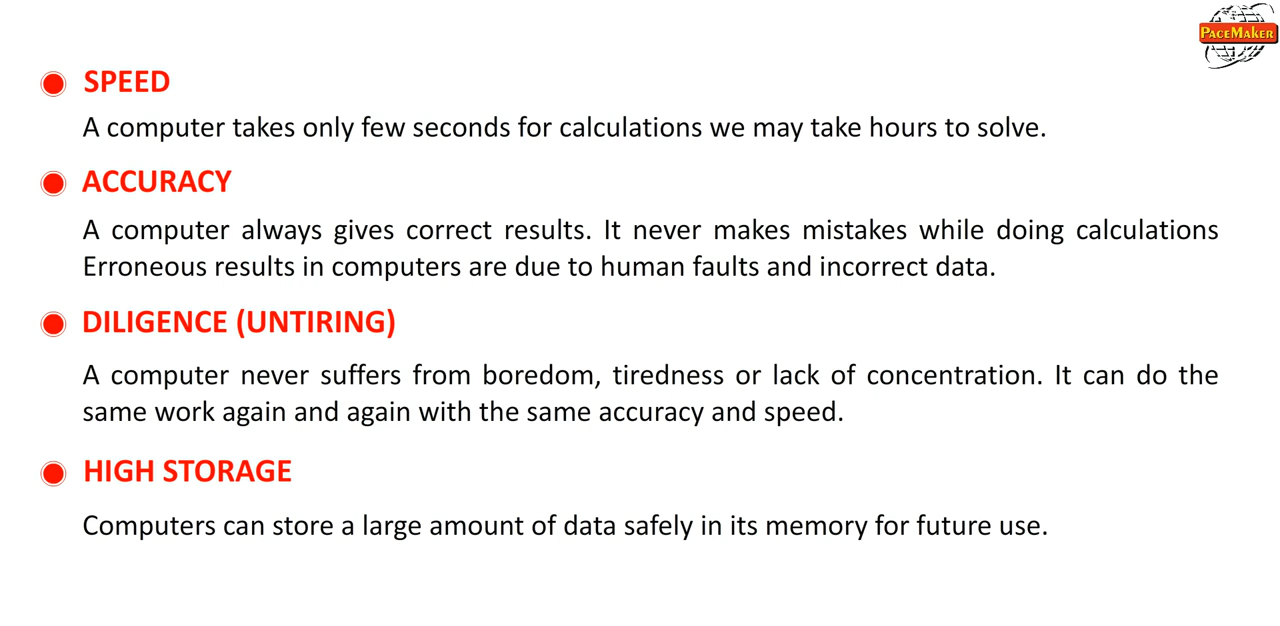 PACEMAKER
SPEED
A computer takes only few seconds for calculations we may take hours to solve.
ACCURACY
A computer always gives correct results. It never makes mistakes while doing calculations
Erroneous results in computers are due to human faults and incorrect data.
DILIGENCE (UNTIRING)
A computer never suffers from boredom, tiredness or lack of concentration. It can do the
same work again and again with the same accuracy and speed.
HIGH STORAGE
Computers can store a large amount of data safely in its memory for future use.